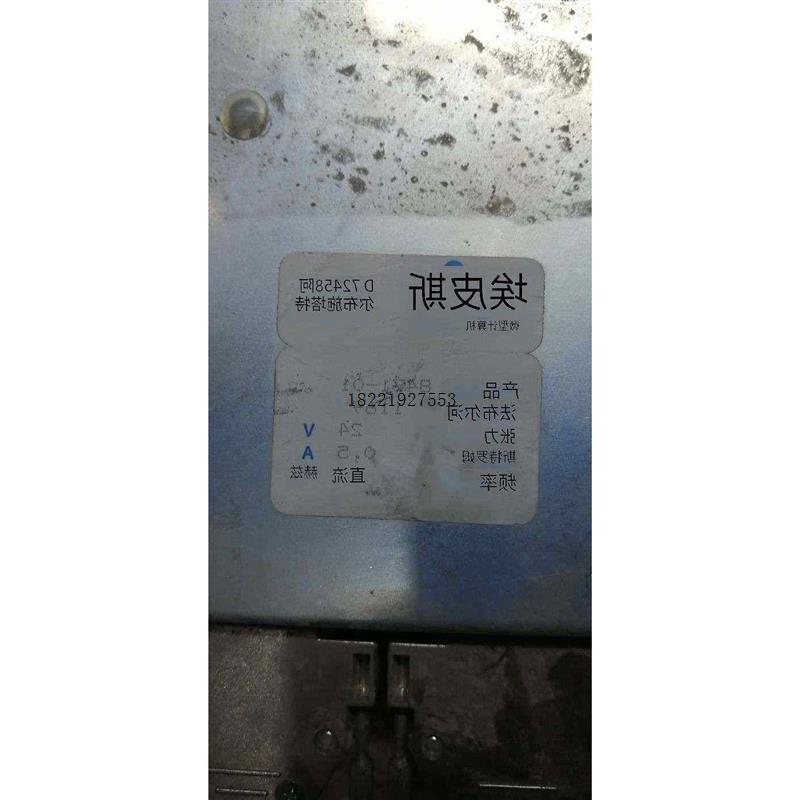 埃皮斯
微型计算机
D 72458阿
尔布施塔特
产品 8421-01
法布尔河
18221927553
张力 24 V
斯特罗姆 0,5 A
频率 直流 赫兹